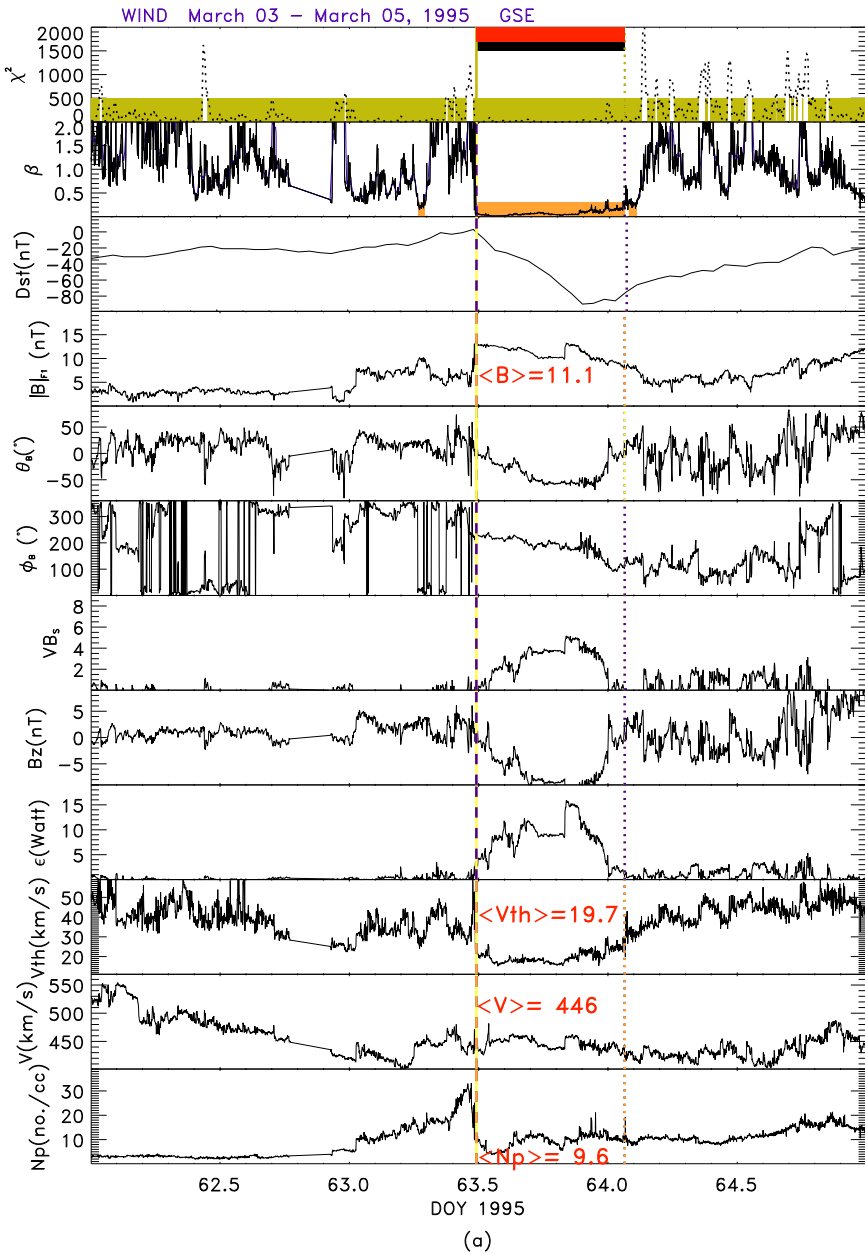 WIND March 03 – March 05, 1995 GSE
2000
1500
1000
500
0
χ²
2.0
1.5
1.0
0.5
β
0
-20
-40
-60
-80
Dst(nT)
15
10
5
|B|F1 (nT)
<B>=11.1
50
0
-50
θB(°)
300
200
100
ϕB (°)
8
6
4
2
VBs
5
0
-5
Bz(nT)
15
10
5
0
ϵ(Watt)
50
40
30
20
Vth(km/s)
<Vth>=19.7
550
500
450
V(km/s)
<V>= 446
30
20
10
Np(no./cc)
<Np>= 9.6
62.5 63.0 63.5 64.0 64.5
DOY 1995
(a)